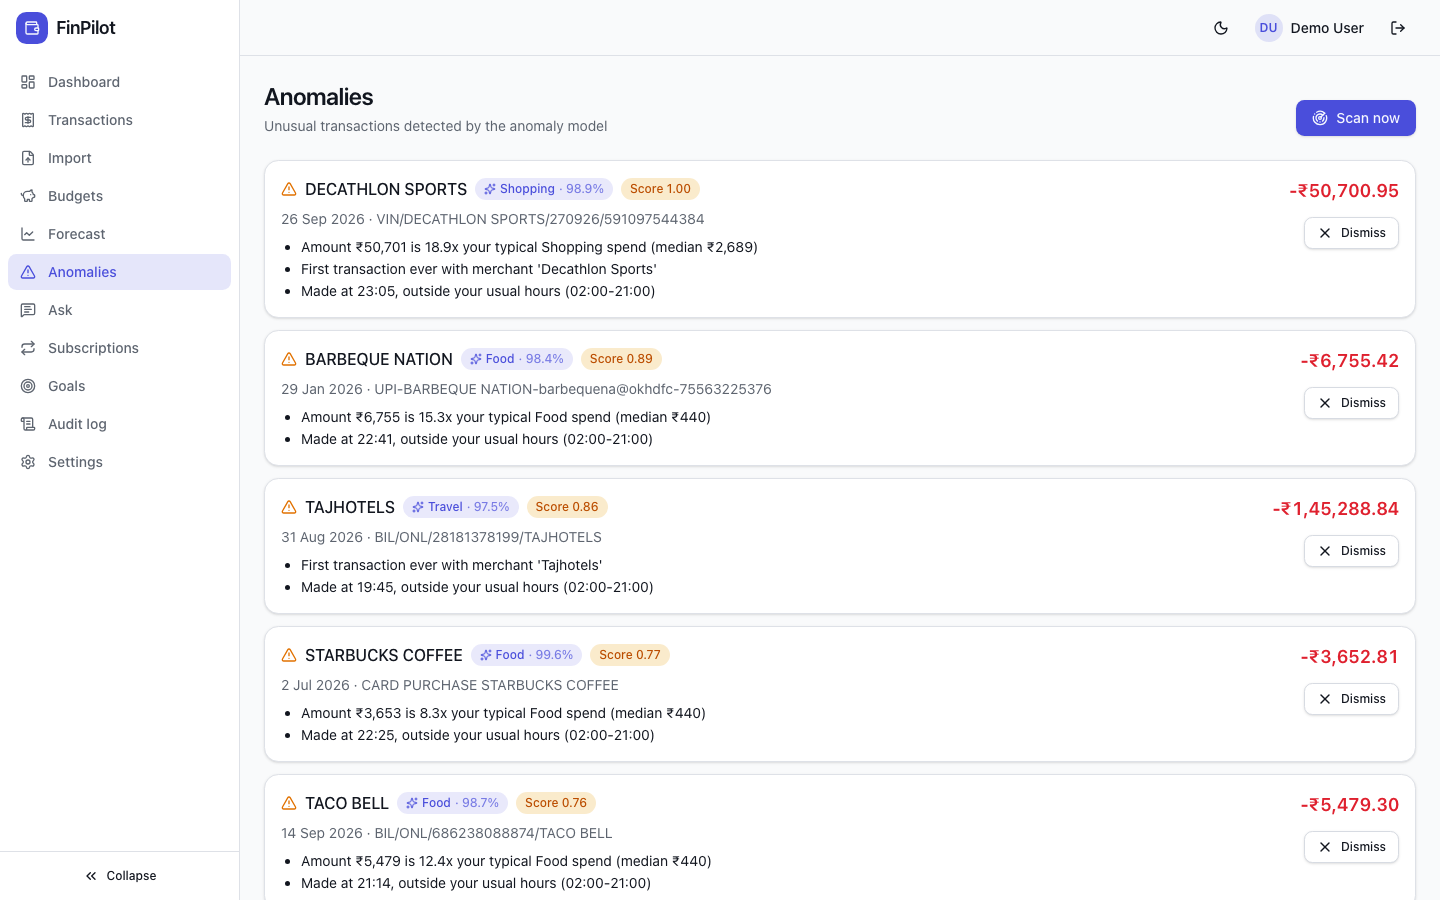 FinPilot
DU Demo User
Dashboard
Transactions
Import
Budgets
Forecast
Anomalies
Ask
Subscriptions
Goals
Audit log
Settings
Collapse
Anomalies
Unusual transactions detected by the anomaly model
Scan now
DECATHLON SPORTS Shopping · 98.9% Score 1.00 -₹50,700.95
26 Sep 2026 · VIN/DECATHLON SPORTS/270926/591097544384
Dismiss
• Amount ₹50,701 is 18.9x your typical Shopping spend (median ₹2,689)
• First transaction ever with merchant 'Decathlon Sports'
• Made at 23:05, outside your usual hours (02:00-21:00)
BARBEQUE NATION Food · 98.4% Score 0.89 -₹6,755.42
29 Jan 2026 · UPI-BARBEQUE NATION-barbequena@okhdfc-75563225376
Dismiss
• Amount ₹6,755 is 15.3x your typical Food spend (median ₹440)
• Made at 22:41, outside your usual hours (02:00-21:00)
TAJHOTELS Travel · 97.5% Score 0.86 -₹1,45,288.84
31 Aug 2026 · BIL/ONL/28181378199/TAJHOTELS
Dismiss
• First transaction ever with merchant 'Tajhotels'
• Made at 19:45, outside your usual hours (02:00-21:00)
STARBUCKS COFFEE Food · 99.6% Score 0.77 -₹3,652.81
2 Jul 2026 · CARD PURCHASE STARBUCKS COFFEE
Dismiss
• Amount ₹3,653 is 8.3x your typical Food spend (median ₹440)
• Made at 22:25, outside your usual hours (02:00-21:00)
TACO BELL Food · 98.7% Score 0.76 -₹5,479.30
14 Sep 2026 · BIL/ONL/686238088874/TACO BELL
Dismiss
• Amount ₹5,479 is 12.4x your typical Food spend (median ₹440)
• Made at 21:14, outside your usual hours (02:00-21:00)